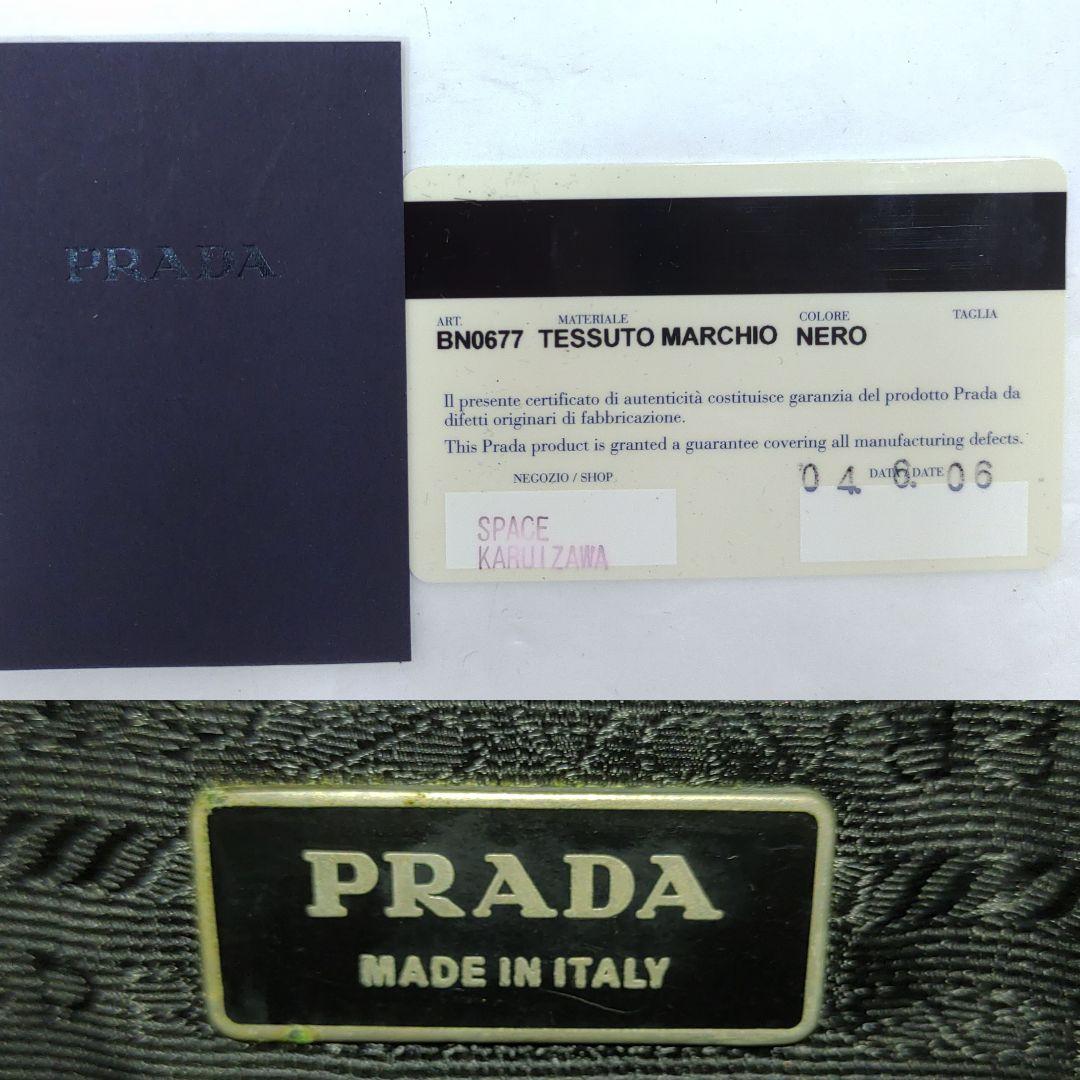 PRADA
ART. MATERIALE COLORE TAGLIA
BN0677 TESSUTO MARCHIO NERO
Il presente certificato di autenticità costituisce garanzia del prodotto Prada da
difetti originari di fabbricazione.
This Prada product is granted a guarantee covering all manufacturing defects.
NEGOZIO / SHOP DATA / DATE
04. 6. 06
SPACE
KARUIZAWA
PRADA
MADE IN ITALY